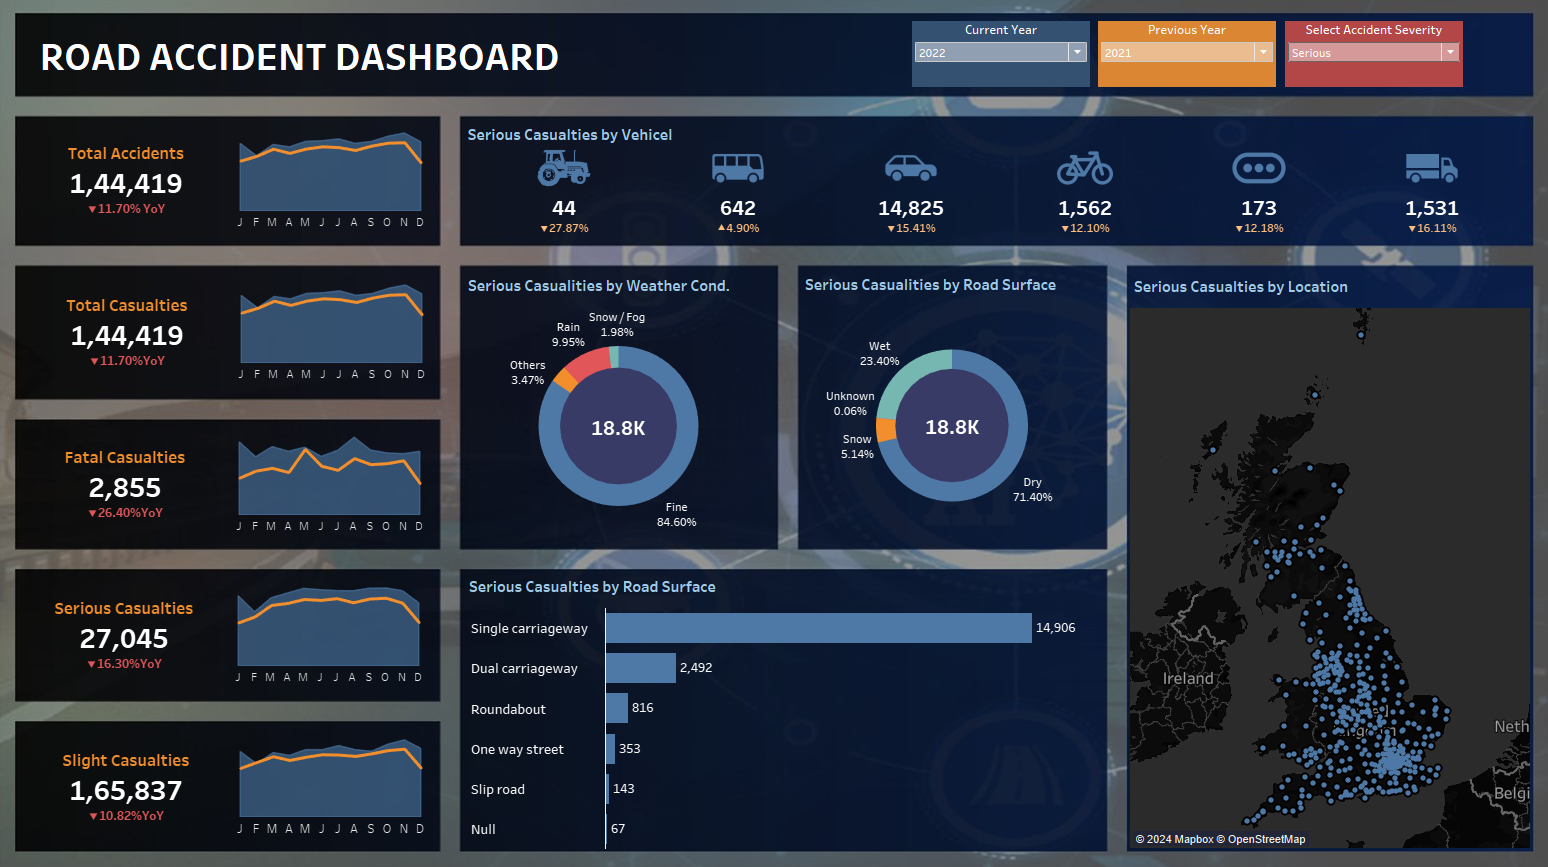 ROAD ACCIDENT DASHBOARD
Current Year
2022
Previous Year
2021
Select Accident Severity
Serious
Total Accidents
1,44,419
▼11.70% YoY
J F M A M J J A S O N D
Serious Casualties by Vehicel
44
▼27.87%
642
▲4.90%
14,825
▼15.41%
1,562
▼12.10%
173
▼12.18%
1,531
▼16.11%
Total Casualties
1,44,419
▼11.70%YoY
J F M A M J J A S O N D
Fatal Casualties
2,855
▼26.40%YoY
J F M A M J J A S O N D
Serious Casualties
27,045
▼16.30%YoY
J F M A M J J A S O N D
Slight Casualties
1,65,837
▼10.82%YoY
J F M A M J J A S O N D
Serious Casualities by Weather Cond.
Snow / Fog
1.98%
Rain
9.95%
Others
3.47%
18.8K
Fine
84.60%
Serious Casualities by Road Surface
Wet
23.40%
Unknown
0.06%
Snow
5.14%
18.8K
Dry
71.40%
Serious Casualties by Road Surface
Single carriageway 14,906
Dual carriageway 2,492
Roundabout 816
One way street 353
Slip road 143
Null 67
Serious Casualties by Location
Ireland
Neth
Belgi
© 2024 Mapbox © OpenStreetMap